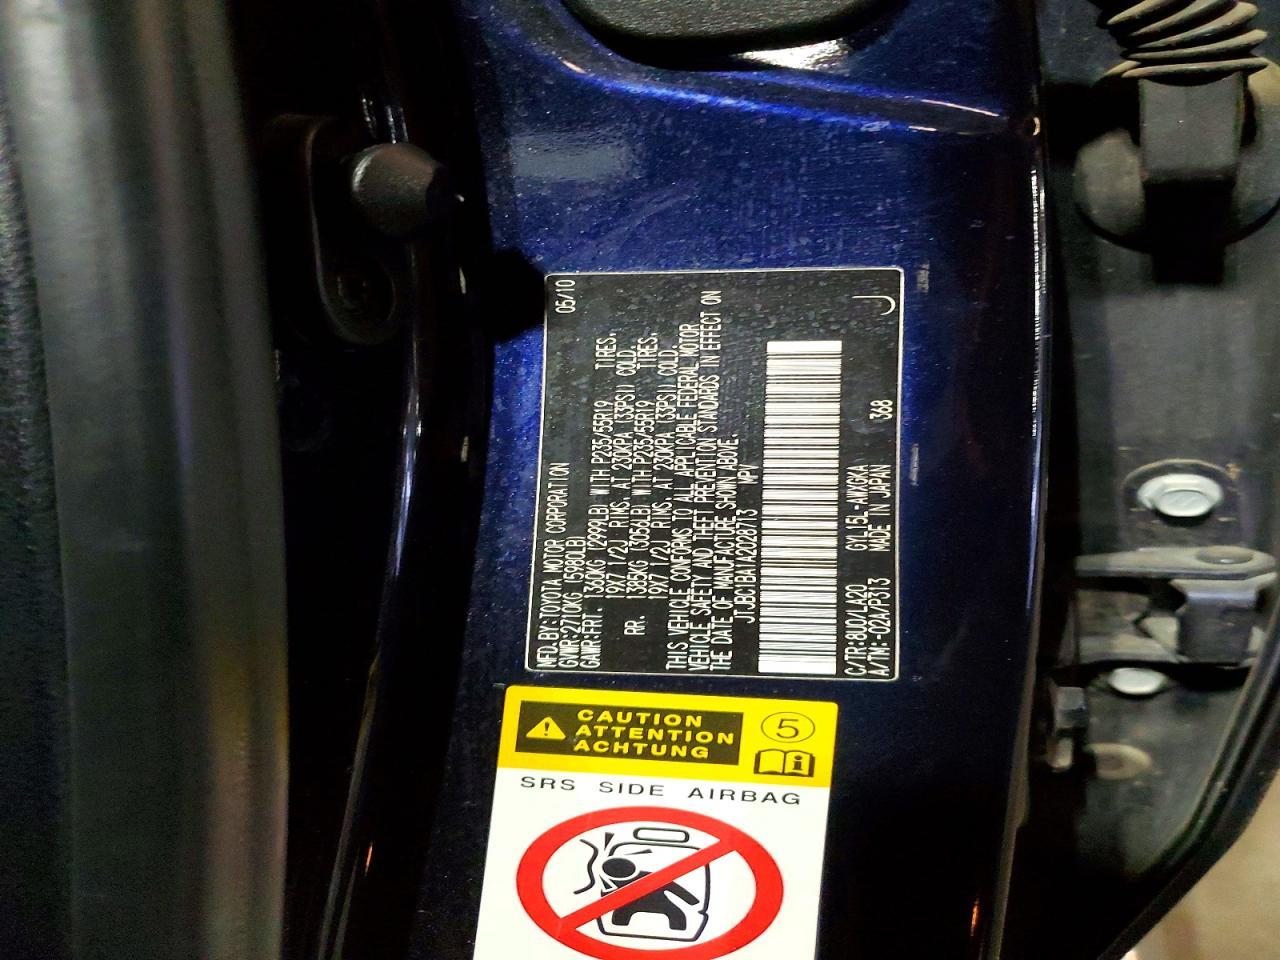 MFD.BY:TOYOTA MOTOR CORPORATION 05/10
GVWR:2710KG (5980LB)
GAWR:FRT. 1360KG (2999LB) WITH P235/55R19 TIRES,
19X7 1/2J RIMS, AT 230KPA (33PSI) COLD.
RR. 1385KG (3056LB) WITH P235/55R19 TIRES,
19X7 1/2J RIMS, AT 230KPA (33PSI) COLD.
THIS VEHICLE CONFORMS TO ALL APPLICABLE FEDERAL MOTOR
VEHICLE SAFETY AND THEFT PREVENTION STANDARDS IN EFFECT ON
THE DATE OF MANUFACTURE SHOWN ABOVE.
JTJBC1BA1A2028713 MPV
J
C/TR:8U0/LA20 GYL15L-AWXGKA
A/TM:-02A/P313 MADE IN JAPAN 368
CAUTION
ATTENTION
ACHTUNG
5
i
SRS SIDE AIRBAG